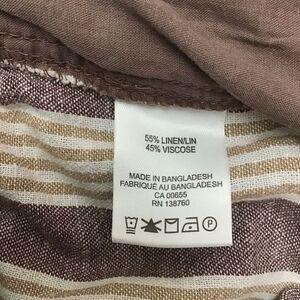 55% LINEN/LIN
45% VISCOSE
MADE IN BANGLADESH
FABRIQUÉ AU BANGLADESH
CA 00655
RN 138760
P